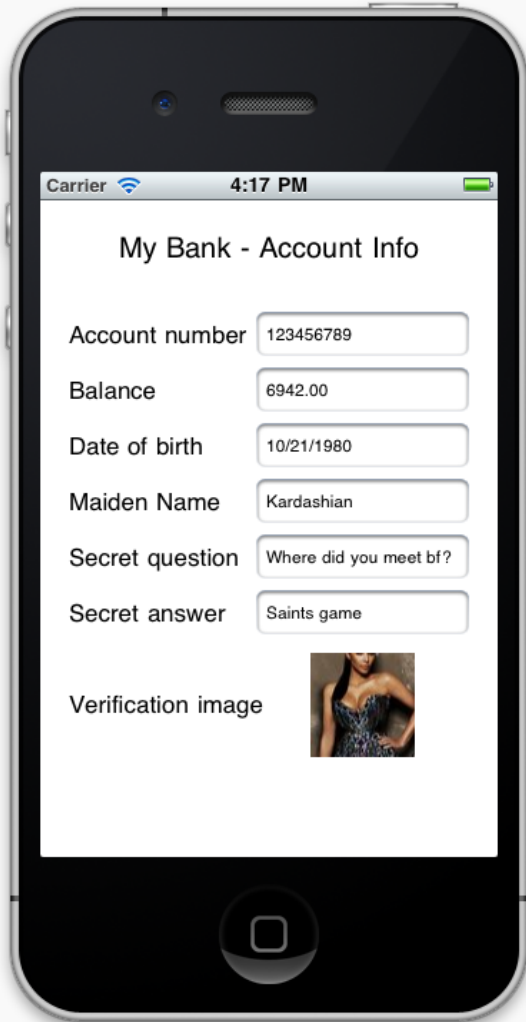 Carrier 4:17 PM
My Bank - Account Info
Account number 123456789
Balance 6942.00
Date of birth 10/21/1980
Maiden Name Kardashian
Secret question Where did you meet bf?
Secret answer Saints game
Verification image